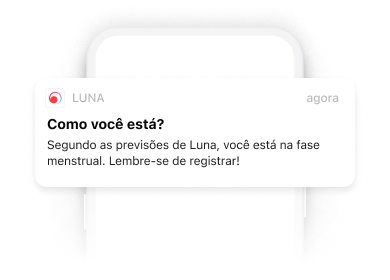 LUNA agora
Como você está?
Segundo as previsões de Luna, você está na fase
menstrual. Lembre-se de registrar!